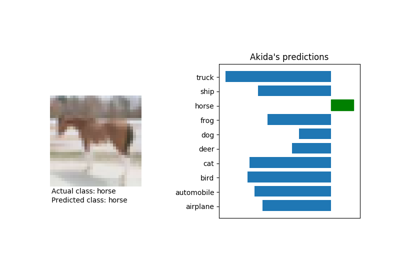 Akida's predictions
truck
ship
horse
frog
dog
deer
cat
bird
automobile
airplane
Actual class: horse
Predicted class: horse